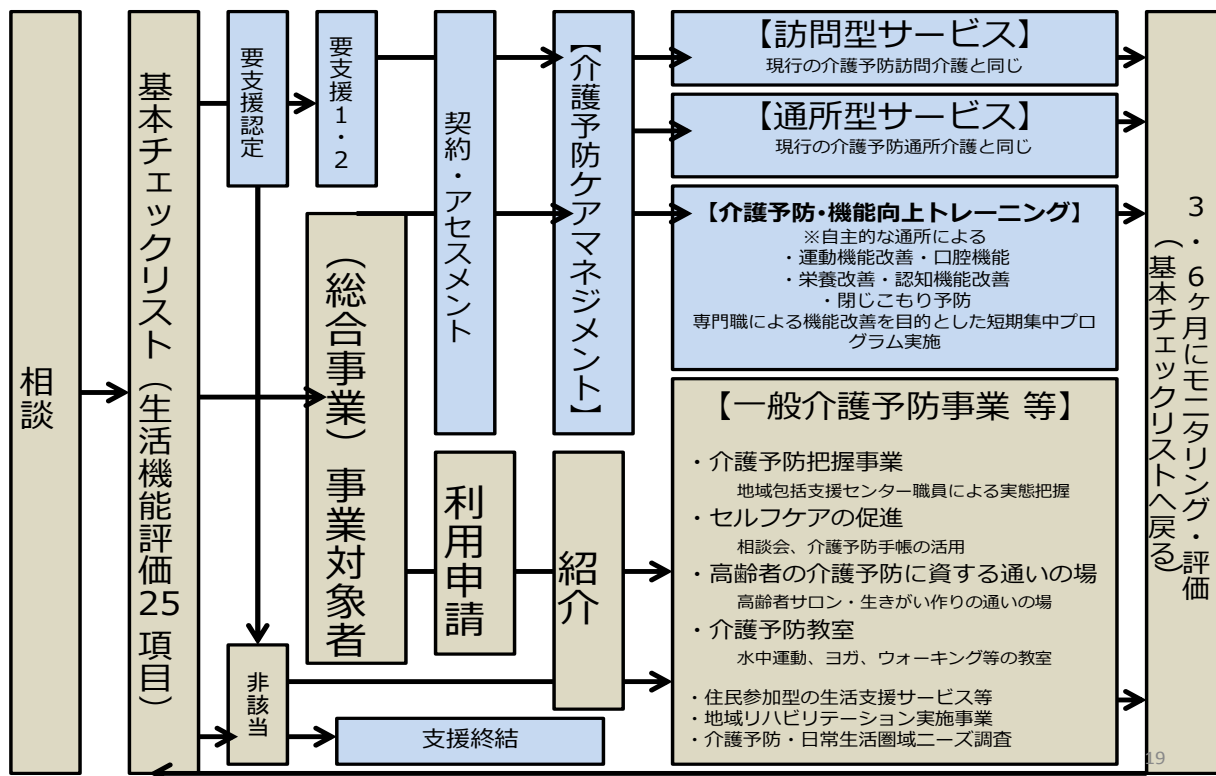 相談
基本チェックリスト（生活機能評価25項目）
要支援認定
要支援1・2
（総合事業）事業対象者
非該当
契約・アセスメント
利用申請
【介護予防ケアマネジメント】
紹介
支援終結
【訪問型サービス】
現行の介護予防訪問介護と同じ
【通所型サービス】
現行の介護予防通所介護と同じ
【介護予防・機能向上トレーニング】
※自主的な通所による
・運動機能改善・口腔機能
・栄養改善・認知機能改善
・閉じこもり予防
専門職による機能改善を目的とした短期集中プロ
グラム実施
【一般介護予防事業 等】
・介護予防把握事業
地域包括支援センター職員による実態把握
・セルフケアの促進
相談会、介護予防手帳の活用
・高齢者の介護予防に資する通いの場
高齢者サロン・生きがい作りの通いの場
・介護予防教室
水中運動、ヨガ、ウォーキング等の教室
・住民参加型の生活支援サービス等
・地域リハビリテーション実施事業
・介護予防・日常生活圏域ニーズ調査
3・6ヶ月にモニタリング・評価
（基本チェックリストへ戻る）
19